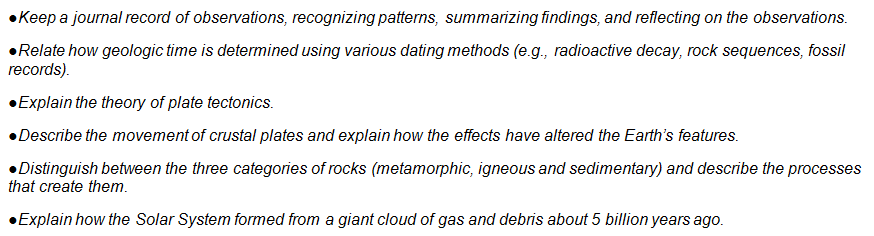 ●Keep a journal record of observations, recognizing patterns, summarizing findings, and reflecting on the observations.
●Relate how geologic time is determined using various dating methods (e.g., radioactive decay, rock sequences, fossil
records).
●Explain the theory of plate tectonics.
●Describe the movement of crustal plates and explain how the effects have altered the Earth's features.
●Distinguish between the three categories of rocks (metamorphic, igneous and sedimentary) and describe the processes
that create them.
●Explain how the Solar System formed from a giant cloud of gas and debris about 5 billion years ago.